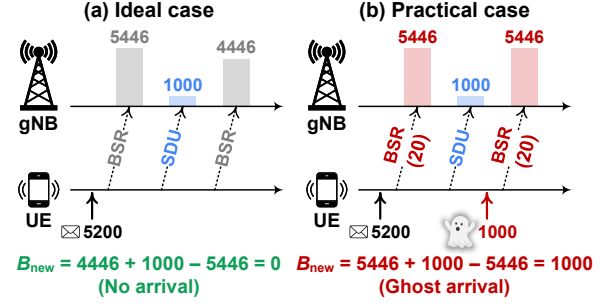 (a) Ideal case
5446
4446
1000
gNB
BSR
SDU
BSR
UE
5200
B_new = 4446 + 1000 – 5446 = 0
(No arrival)
(b) Practical case
5446
5446
1000
gNB
BSR
(20)
SDU
BSR
(20)
UE
5200
1000
B_new = 5446 + 1000 – 5446 = 1000
(Ghost arrival)